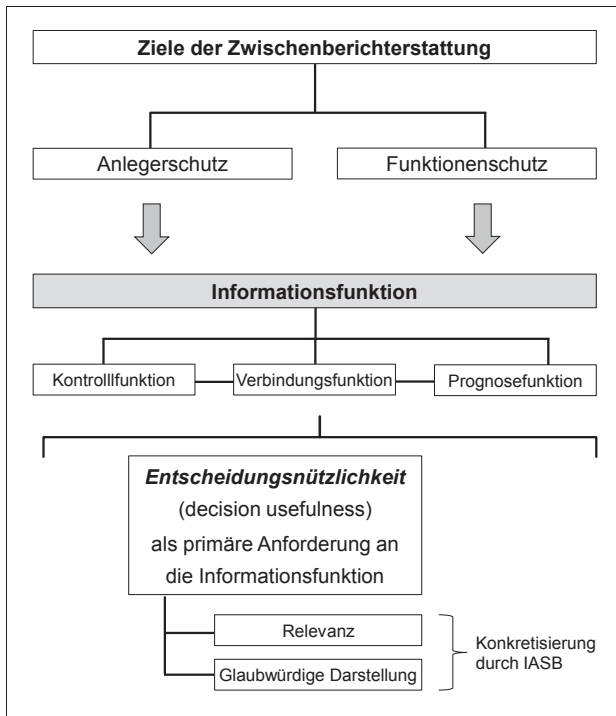 Ziele der Zwischenberichterstattung
Anlegerschutz
Funktionenschutz
Informationsfunktion
Kontrolllfunktion
Verbindungsfunktion
Prognosefunktion
Entscheidungsnützlichkeit
(decision usefulness)
als primäre Anforderung an
die Informationsfunktion
Relevanz
Glaubwürdige Darstellung
Konkretisierung
durch IASB